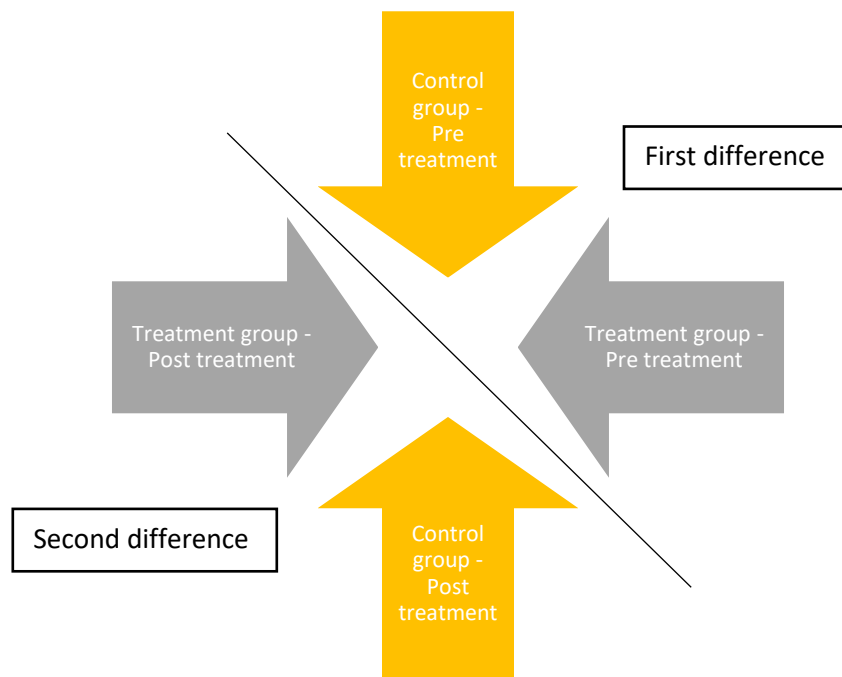 Control
group -
Pre
treatment
First difference
Treatment group -
Post treatment
Treatment group -
Pre treatment
Second difference
Control
group -
Post
treatment